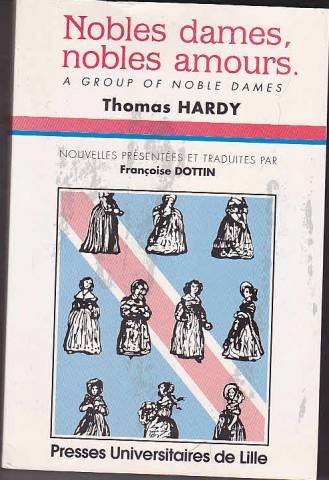 Nobles dames,
nobles amours.
A GROUP OF NOBLE DAMES
Thomas HARDY
NOUVELLES PRÉSENTÉES ET TRADUITES PAR
Françoise DOTTIN
Presses Universitaires de Lille